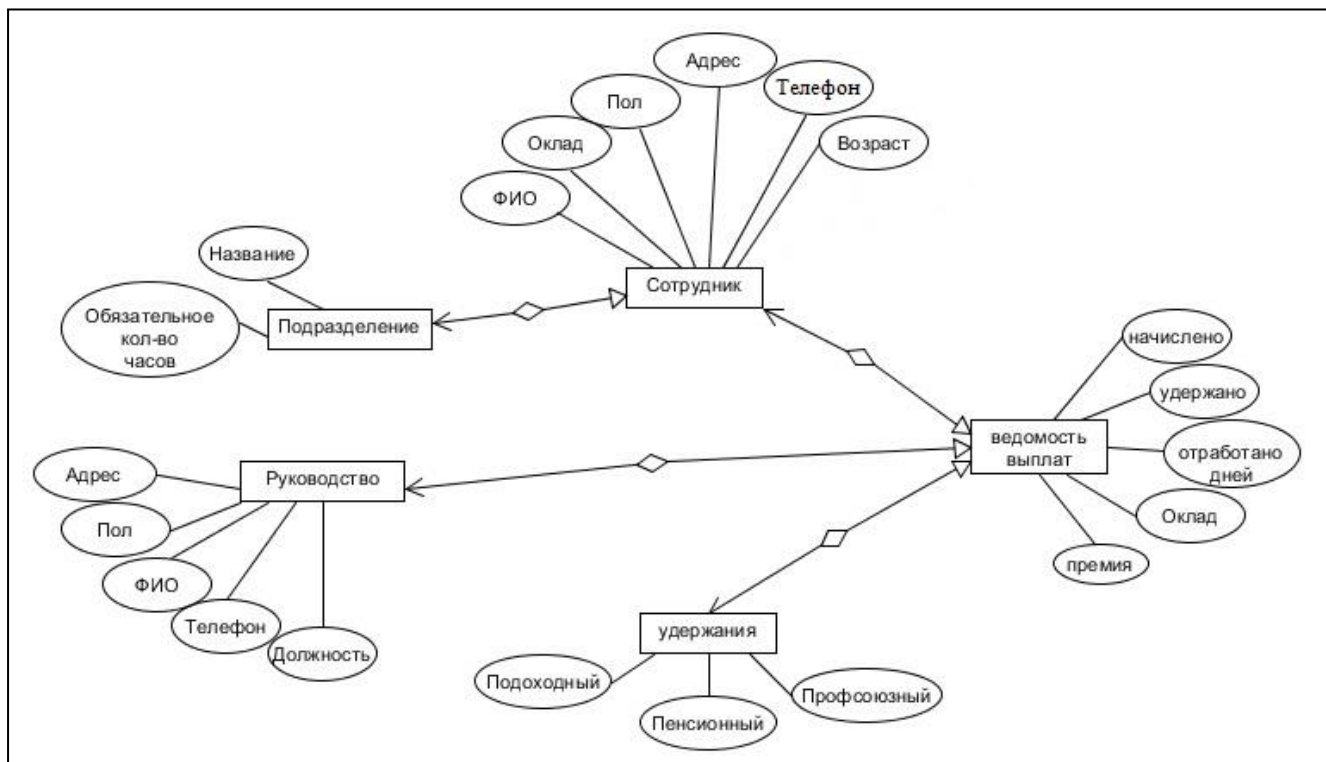 Адрес
Телефон
Пол
Оклад
Возраст
ФИО
Название
Сотрудник
Обязательное
кол-во
часов
Подразделение
начислено
удержано
ведомость
выплат
отработано
дней
Адрес
Руководство
Пол
Оклад
ФИО
премия
Телефон
удержания
Должность
Подоходный
Профсоюзный
Пенсионный